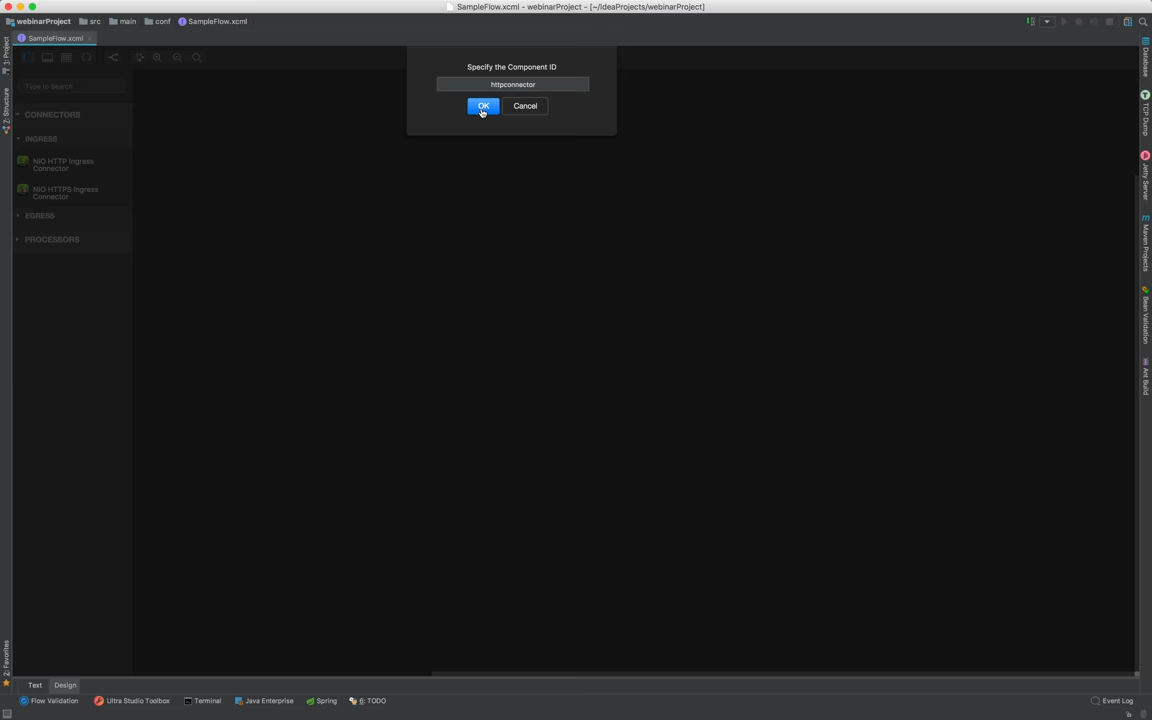 SampleFlow.xcml - webinarProject - [~/IdeaProjects/webinarProject]
webinarProject src main conf SampleFlow.xcml
SampleFlow.xcml
1: Project
Z: Structure
2: Favorites
Type to Search
CONNECTORS
INGRESS
NIO HTTP Ingress
Connector
NIO HTTPS Ingress
Connector
EGRESS
PROCESSORS
Specify the Component ID
httpconnector
OK Cancel
Database
TCP Dump
Jetty Server
Maven Projects
Bean Validation
Ant Build
Text Design
Flow Validation Ultra Studio Toolbox Terminal Java Enterprise Spring 6: TODO Event Log